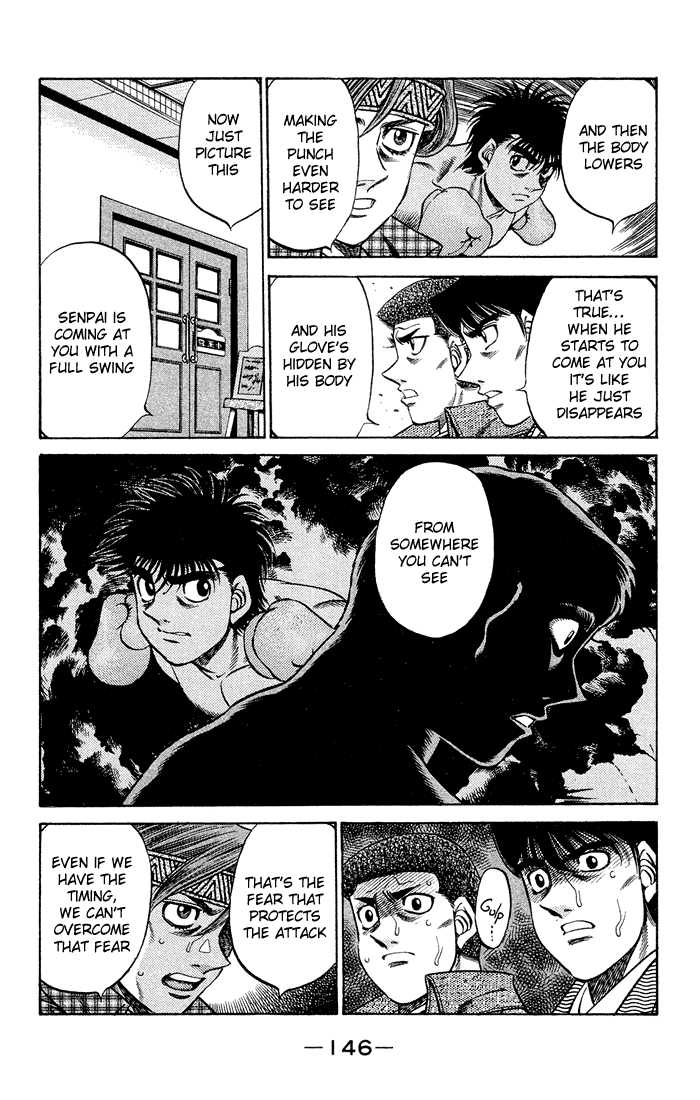 AND THEN
THE BODY
LOWERS
MAKING
THE
PUNCH
EVEN
HARDER
TO SEE
NOW
JUST
PICTURE
THIS
THAT'S
TRUE...
WHEN HE
STARTS TO
COME AT YOU
IT'S LIKE
HE JUST
DISAPPEARS
AND HIS
GLOVE'S
HIDDEN BY
HIS BODY
SENPAI IS
COMING AT
YOU WITH A
FULL SWING
FROM
SOMEWHERE
YOU CAN'T
SEE
Gulp
THAT'S THE
FEAR THAT
PROTECTS
THE ATTACK
EVEN IF WE
HAVE THE
TIMING,
WE CAN'T
OVERCOME
THAT FEAR
—146—